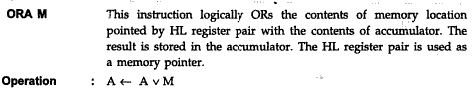 ORA M This instruction logically ORs the contents of memory location
pointed by HL register pair with the contents of accumulator. The
result is stored in the accumulator. The HL register pair is used as
a memory pointer.
Operation : A ← A ∨ M